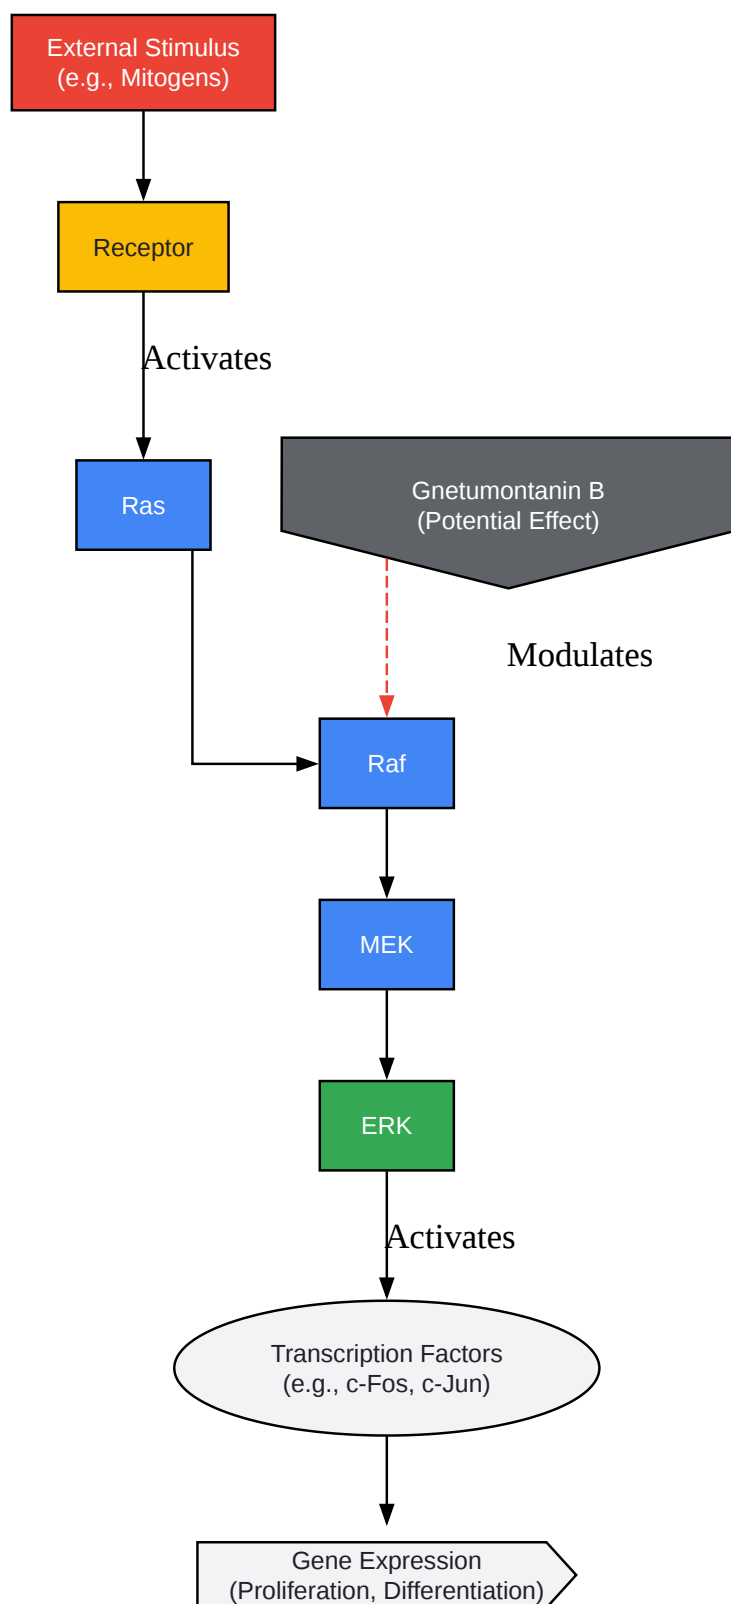 External Stimulus
(e.g., Mitogens)
Receptor
Activates
Ras
Gnetumontanin B
(Potential Effect)
Modulates
Raf
MEK
ERK
Activates
Transcription Factors
(e.g., c-Fos, c-Jun)
Gene Expression
(Proliferation, Differentiation)